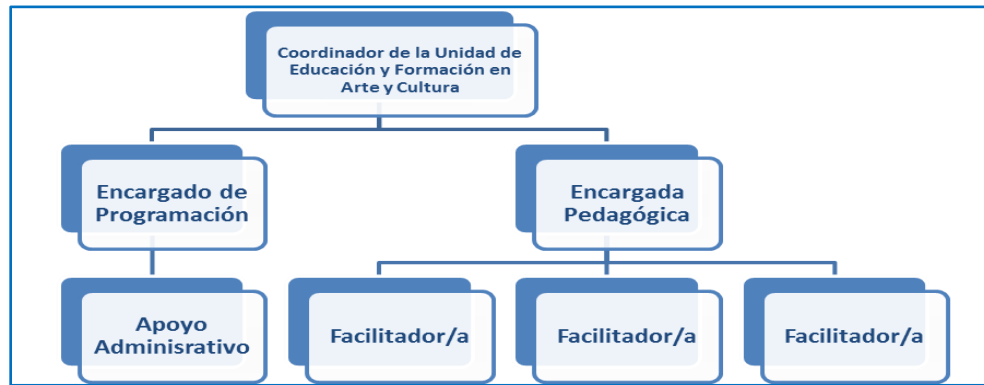 Coordinador de la Unidad de
Educación y Formación en
Arte y Cultura
Encargado de
Programación
Encargada
Pedagógica
Apoyo
Adminisrativo
Facilitador/a
Facilitador/a
Facilitador/a